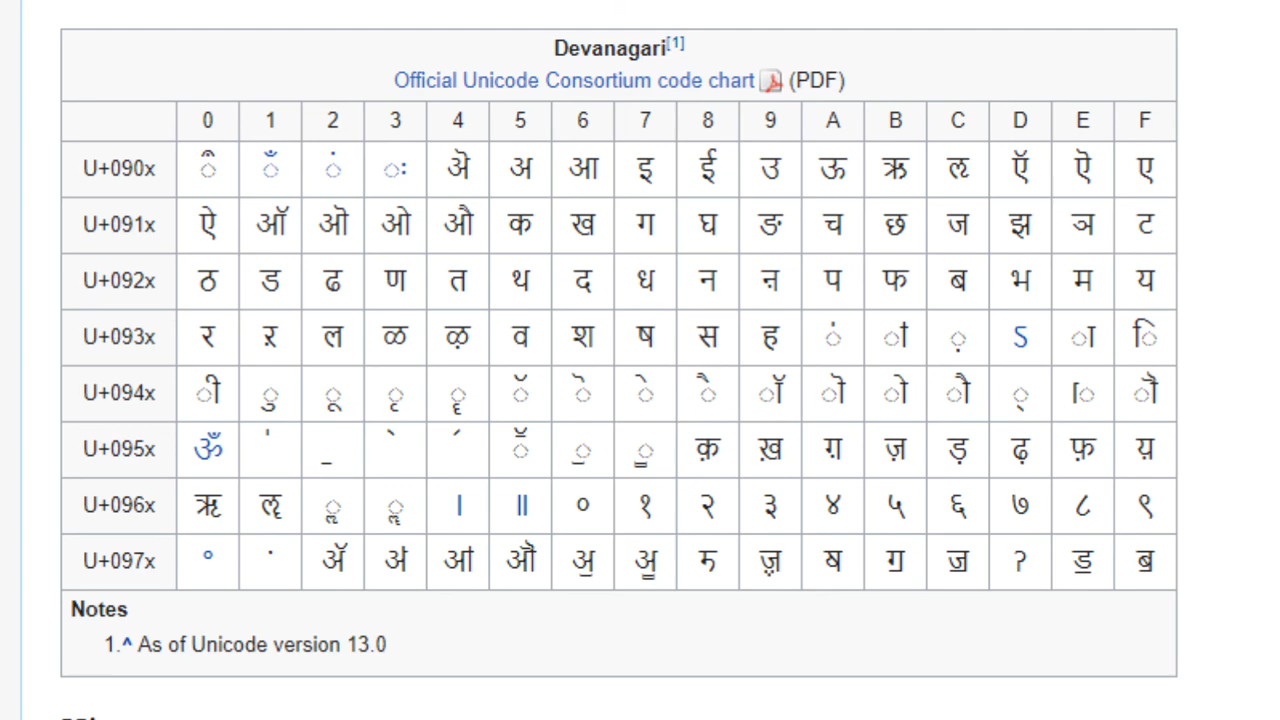 Devanagari[1]
Official Unicode Consortium code chart (PDF)
0 1 2 3 4 5 6 7 8 9 A B C D E F
U+090x ऀ ँ ं ः ऄ अ आ इ ई उ ऊ ऋ ऌ ऍ ऎ ए
U+091x ऐ ऑ ऒ ओ औ क ख ग घ ङ च छ ज झ ञ ट
U+092x ठ ड ढ ण त थ द ध न ऩ प फ ब भ म य
U+093x र ऱ ल ळ ऴ व श ष स ह ऺ ऻ ़ ऽ ा ि
U+094x ी ु ू ृ ॄ ॅ ॆ े ै ॉ ॊ ो ौ ् ॎ ॏ
U+095x ॐ ॑ ॒ ॓ ॔ ॕ ॖ ॗ क़ ख़ ग़ ज़ ड़ ढ़ फ़ य़
U+096x ॠ ॡ ॢ ॣ । ॥ ० १ २ ३ ४ ५ ६ ७ ८ ९
U+097x ॰ ॱ ॲ ॳ ॴ ॵ ॶ ॷ ॸ ॹ ॺ ॻ ॼ ॽ ॾ ॿ
Notes
1.^ As of Unicode version 13.0